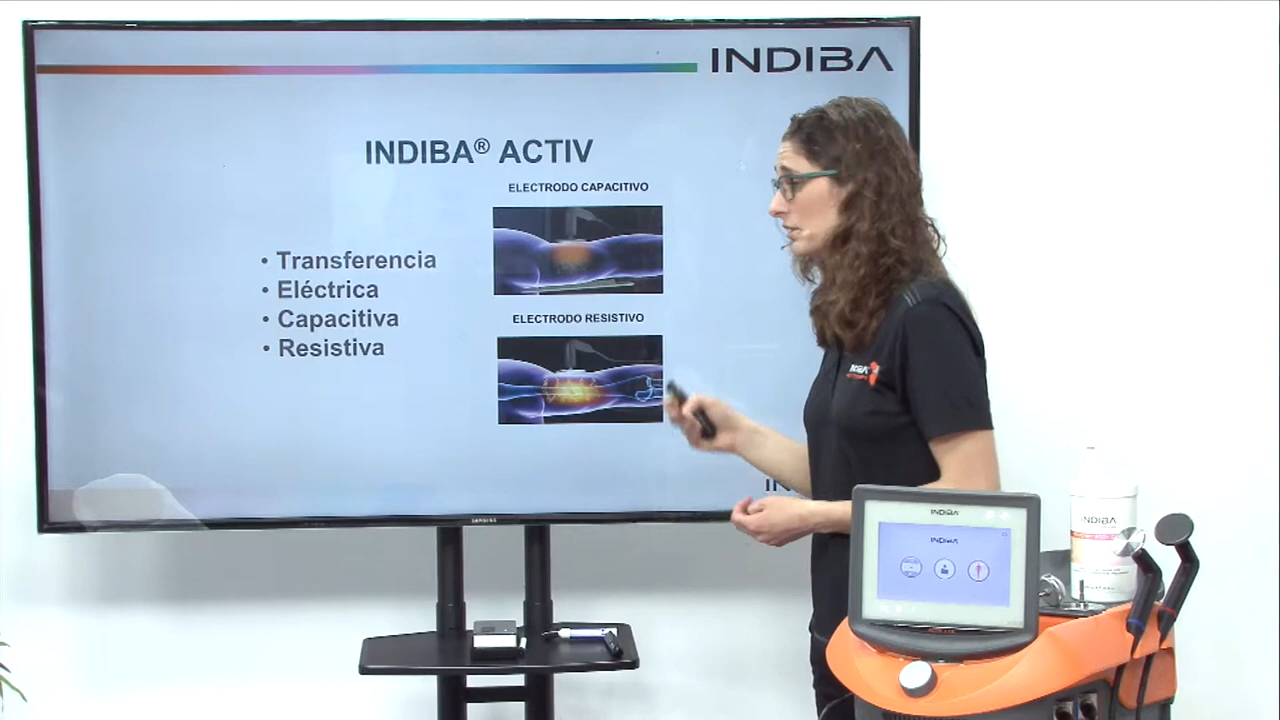 INDIBA
INDIBA® ACTIV
ELECTRODO CAPACITIVO
• Transferencia
• Eléctrica
• Capacitiva
• Resistiva
ELECTRODO RESISTIVO
SAMSUNG
INDIBA
INDIBA
INDIBA